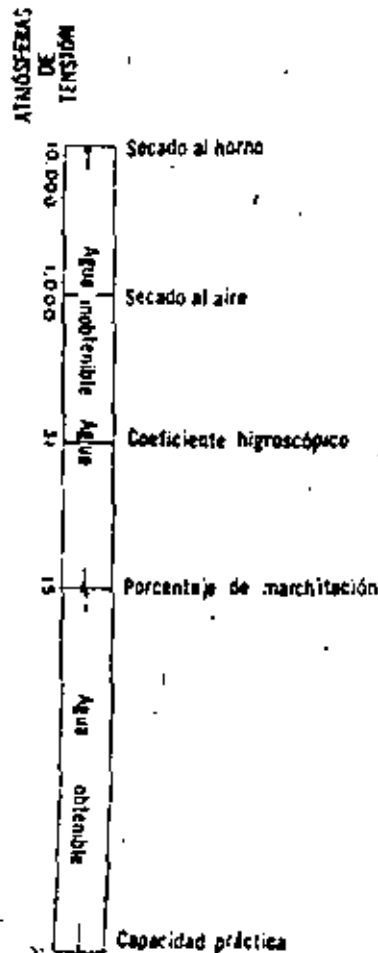 ATMÓSFERAS
DE
TENSIÓN
10.000
Secado al horno
Agua inobtenible
1.000
Secado al aire
Agua
31
Coeficiente higroscópico
15
Porcentaje de marchitación
Agua obtenible
Capacidad práctica